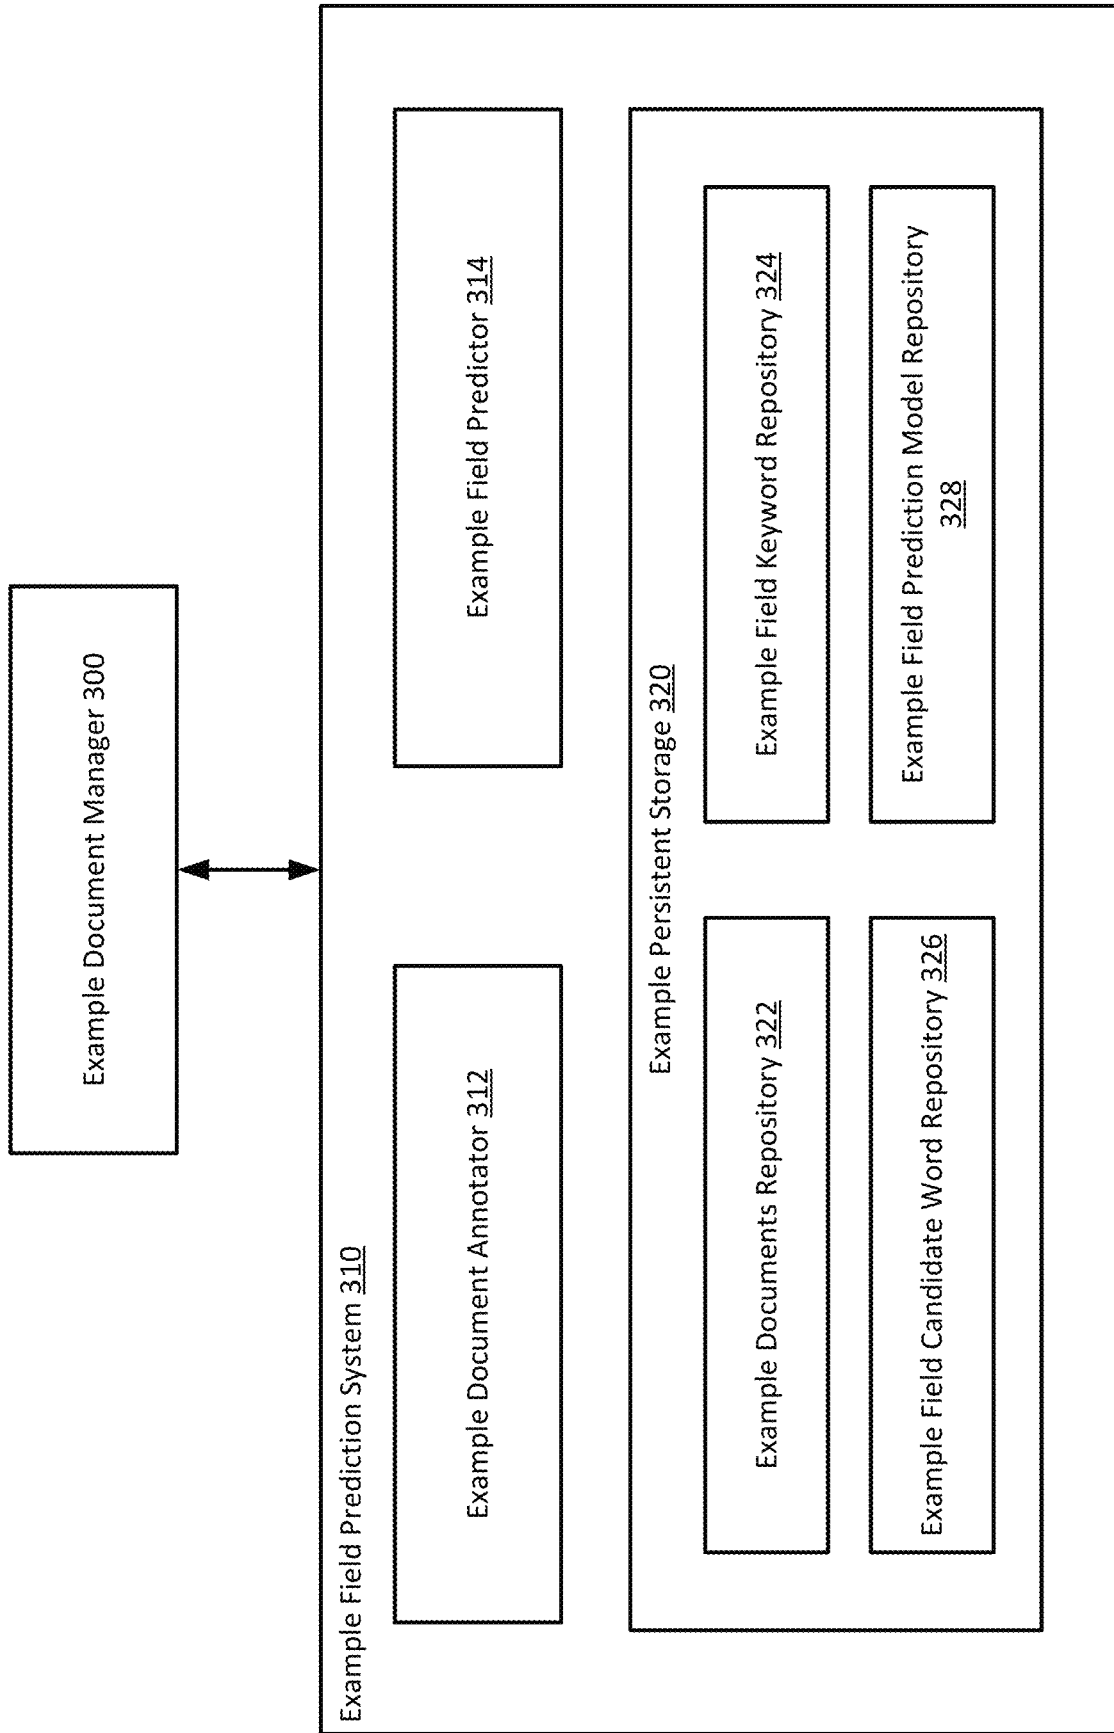 Example Document Manager 300
Example Field Prediction System 310
Example Document Annotator 312
Example Field Predictor 314
Example Persistent Storage 320
Example Documents Repository 322
Example Field Keyword Repository 324
Example Field Candidate Word Repository 326
Example Field Prediction Model Repository
328